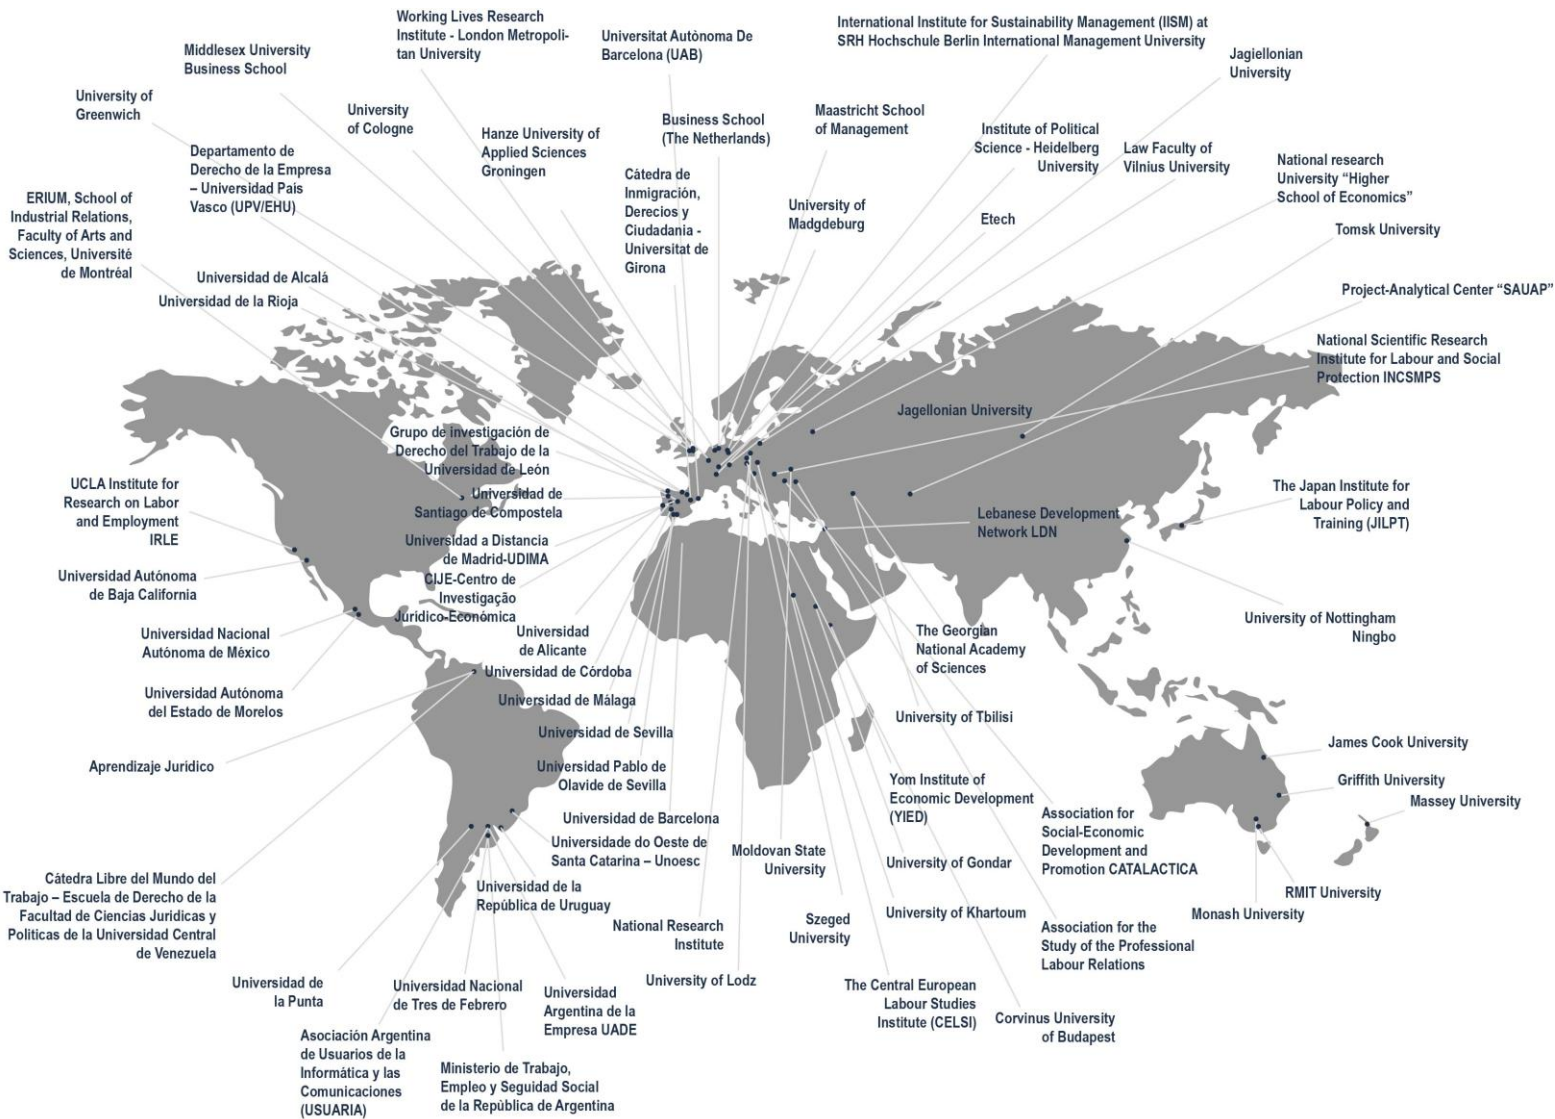 Working Lives Research
Institute - London Metropoli-
tan University
Middlesex University
Business School
Universitat Autònoma De
Barcelona (UAB)
International Institute for Sustainability Management (IISM) at
SRH Hochschule Berlin International Management University
Jagiellonian
University
University of
Greenwich
University
of Cologne
Hanze University of
Applied Sciences
Groningen
Business School
(The Netherlands)
Maastricht School
of Management
Institute of Political
Science - Heidelberg
University
Law Faculty of
Vilnius University
National research
University “Higher
School of Economics”
Departamento de
Derecho de la Empresa
– Universidad Pais
Vasco (UPV/EHU)
Cátedra de
Inmigración,
Derecios y
Ciudadania -
Universitat de
Girona
University of
Madgdeburg
Etech
Tomsk University
ERIUM, School of
Industrial Relations,
Faculty of Arts and
Sciences, Université
de Montréal
Universidad de Alcalá
Universidad de la Rioja
Project-Analytical Center “SAUAP”
National Scientific Research
Institute for Labour and Social
Protection INCSMPS
Jagellonian University
Grupo de investigación de
Derecho del Trabajo de la
Universidad de León
UCLA Institute for
Research on Labor
and Employment
IRLE
Universidad de
Santiago de Compostela
The Japan Institute for
Labour Policy and
Training (JILPT)
Lebanese Development
Network LDN
Universidad a Distancia
de Madrid-UDIMA
Universidad Autónoma
de Baja California
CIJE-Centro de
Investigação
Jurídico-Económica
Universidad Nacional
Autónoma de México
Universidad
de Alicante
The Georgian
National Academy
of Sciences
University of Nottingham
Ningbo
Universidad de Córdoba
Universidad Autónoma
del Estado de Morelos
Universidad de Málaga
University of Tbilisi
Universidad de Sevilla
James Cook University
Aprendizaje Jurídico
Universidad Pablo de
Olavide de Sevilla
Yom Institute of
Economic Development
(YIED)
Griffith University
Massey University
Universidad de Barcelona
Association for
Social-Economic
Development and
Promotion CATALACTICA
Universidade do Oeste de
Santa Catarina – Unoesc
Moldovan State
University
University of Gondar
Cátedra Libre del Mundo del
Trabajo – Escuela de Derecho de la
Facultad de Ciencias Juridicas y
Politicas de la Universidad Central
de Venezuela
Universidad de la
República de Uruguay
RMIT University
Monash University
National Research
Institute
Szeged
University
University of Khartoum
Association for the
Study of the Professional
Labour Relations
Universidad de
la Punta
Universidad Nacional
de Tres de Febrero
Universidad
Argentina de la
Empresa UADE
University of Lodz
The Central European
Labour Studies
Institute (CELSI)
Corvinus University
of Budapest
Asociación Argentina
de Usuarios de la
Informática y las
Comunicaciones
(USUARIA)
Ministerio de Trabajo,
Empleo y Seguidad Social
de la Repùblica de Argentina